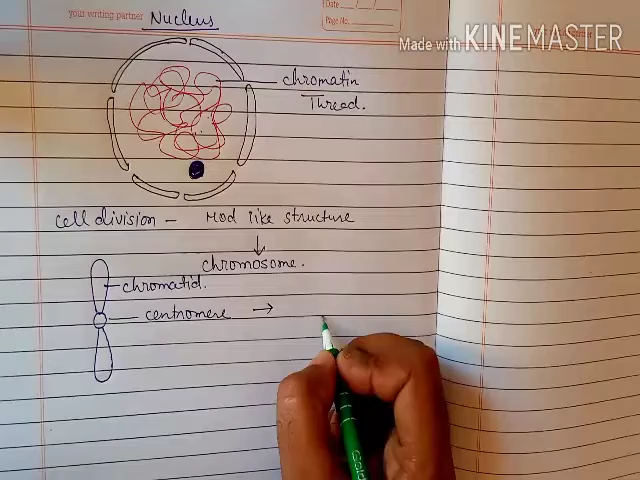 your writing partner
Nucleus
Date / /
Page No.
Made with KINEMASTER
chromatin
Thread.
cell division - Rod like structure
↓
chromosome.
chromatid.
centromere →
Gold